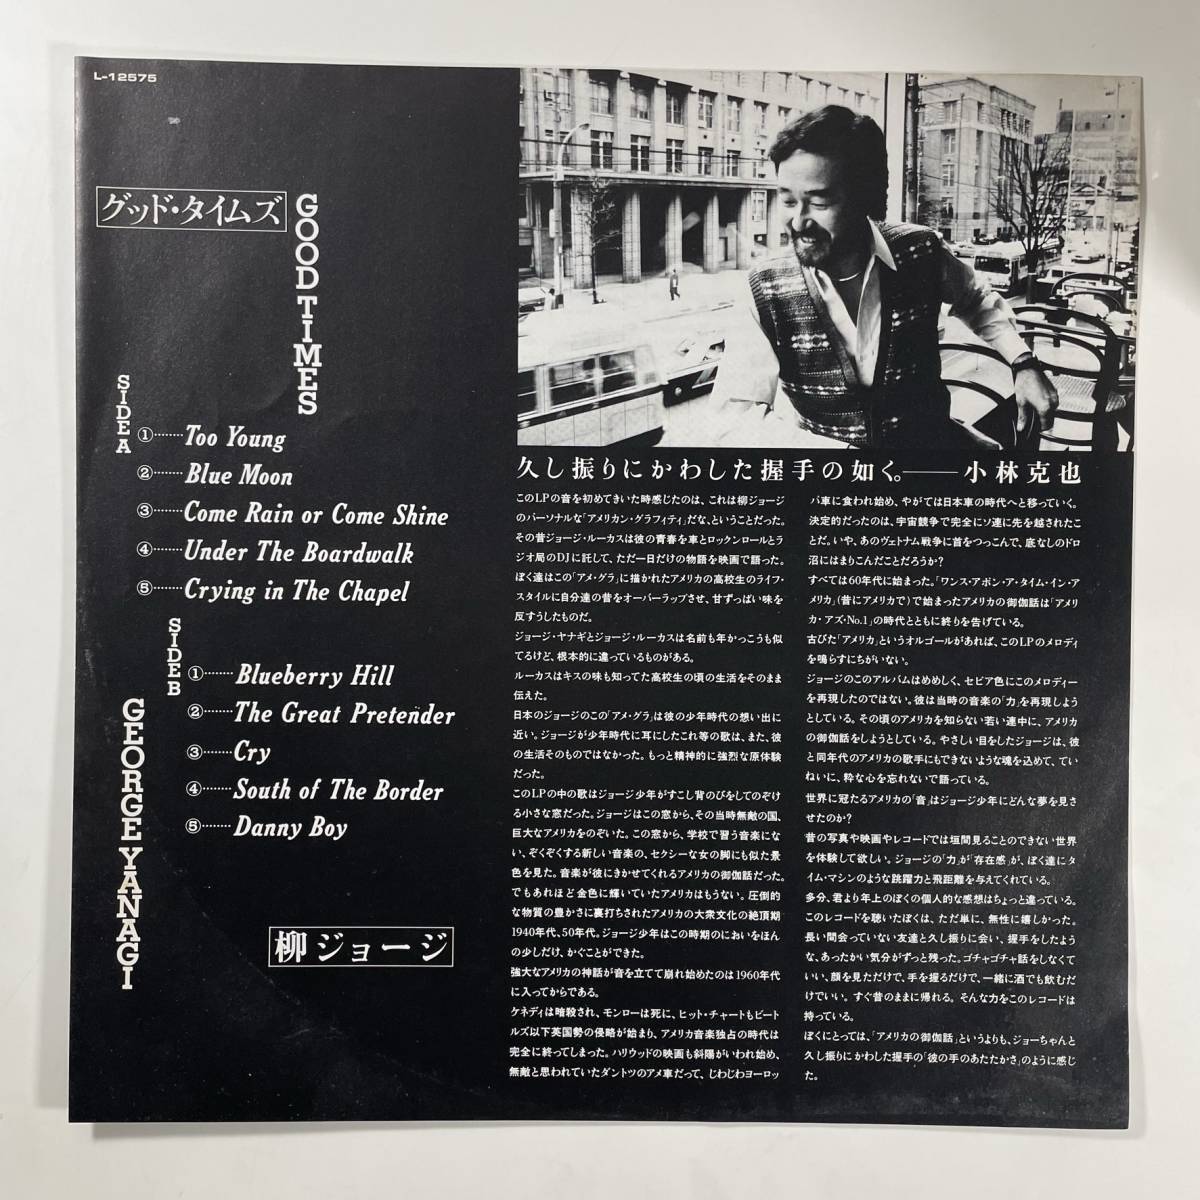 L-12575
グッド・タイムズ
GOOD TIMES
SIDE A
①……Too Young
②……Blue Moon
③……Come Rain or Come Shine
④……Under The Boardwalk
⑤……Crying in The Chapel
SIDE B
①……Blueberry Hill
②……The Great Pretender
③……Cry
④……South of The Border
⑤……Danny Boy
GEORGE YANAGI
柳ジョージ
久し振りにかわした握手の如く。——小林克也
このLPの音を初めてきいた時感じたのは、これは柳ジョージ
のパーソナルな「アメリカン・グラフィティ」だな、ということだった。
その昔ジョージ・ルーカスは彼の青春を車とロックンロールとラ
ジオ局のDJに託して、ただ一日だけの物語を映画で語った。
ぼく達はこの「アメ・グラ」に描かれたアメリカの高校生のライフ・
スタイルに自分達の昔をオーバーラップさせ、甘ずっぱい味を
反すうしたものだ。
ジョージ・ヤナギとジョージ・ルーカスは名前も年かっこうも似
てるけど、根本的に違っているものがある。
ルーカスはキスの味も知ってた高校生の頃の生活をそのまま
伝えた。
日本のジョージのこの「アメ・グラ」は彼の少年時代の想い出に
近い。ジョージが少年時代に耳にしたこれ等の歌は、また、彼
の生活そのものではなかった。もっと精神的に強烈な原体験
だった。
このLPの中の歌はジョージ少年がすこし背のびをしてのぞけ
る小さな窓だった。ジョージはこの窓から、その当時無敵の国、
巨大なアメリカをのぞいた。この窓から、学校で習う音楽にな
い、ぞくぞくする新しい音楽の、セクシーな女の脚にも似た景
色を見た。音楽が彼にきかせてくれるアメリカの御伽話だった。
でもあれほど金色に輝いていたアメリカはもうない。圧倒的
な物質の豊かさに裏打ちされたアメリカの大衆文化の絶頂期
1940年代、50年代。ジョージ少年はこの時期のにおいをほん
の少しだけ、かぐことができた。
強大なアメリカの神話が音を立てて崩れ始めたのは1960年代
に入ってからである。
ケネディは暗殺され、モンローは死に、ヒット・チャートもビート
ルズ以下英国勢の侵略が始まり、アメリカ音楽独占の時代は
完全に終ってしまった。ハリウッドの映画も斜陽がいわれ始め、
無敵と思われていたダントツのアメ車だって、じわじわヨーロッ
パ車に食われ始め、やがては日本車の時代へと移っていく。
決定的だったのは、宇宙競争で完全にソ連に先を越されたこ
とだ。いや、あのヴェトナム戦争に首をつっこんで、底なしのドロ
沼にはまりこんだことだろうか?
すべては60年代に始まった。「ワンス・アポン・ア・タイム・イン・ア
メリカ」(昔にアメリカで)で始まったアメリカの御伽話は「アメリ
カ・アズ・No.1」の時代とともに終りを告げている。
古びた「アメリカ」というオルゴールがあれば、このLPのメロディ
を鳴らすにちがいない。
ジョージのこのアルバムはめめしく、セピア色にこのメロディー
を再現したのではない。彼は当時の音楽の「力」を再現しよう
としている。その頃のアメリカを知らない若い連中に、アメリカ
の御伽話をしようとしている。やさしい目をしたジョージは、彼
と同年代のアメリカの歌手にもできないような魂を込めて、てい
ねいに、粋な心を忘れないで語っている。
世界に冠たるアメリカの「音」はジョージ少年にどんな夢を見さ
せたのか?
昔の写真や映画やレコードでは垣間見ることのできない世界
を体験して欲しい。ジョージの「力」が「存在感」が、ぼく達にタ
イム・マシンのような跳躍力と飛距離を与えてくれている。
多分、君より年上のぼくの個人的な感想はちょっと違っている。
このレコードを聴いたぼくは、ただ単に、無性に嬉しかった。
長い間会っていない友達と久し振りに会い、握手をしたよう
な、あったかい気分がずっと残った。ゴチャゴチャ話をしなくて
いい、顔を見ただけで、手を握るだけで、一緒に酒でも飲むだ
けでいい。すぐ昔のままに帰れる。そんな力をこのレコードは
持っている。
ぼくにとっては、「アメリカの御伽話」というよりも、ジョーちゃんと
久し振りにかわした握手の「彼の手のあたたかさ」のように感じ
た。